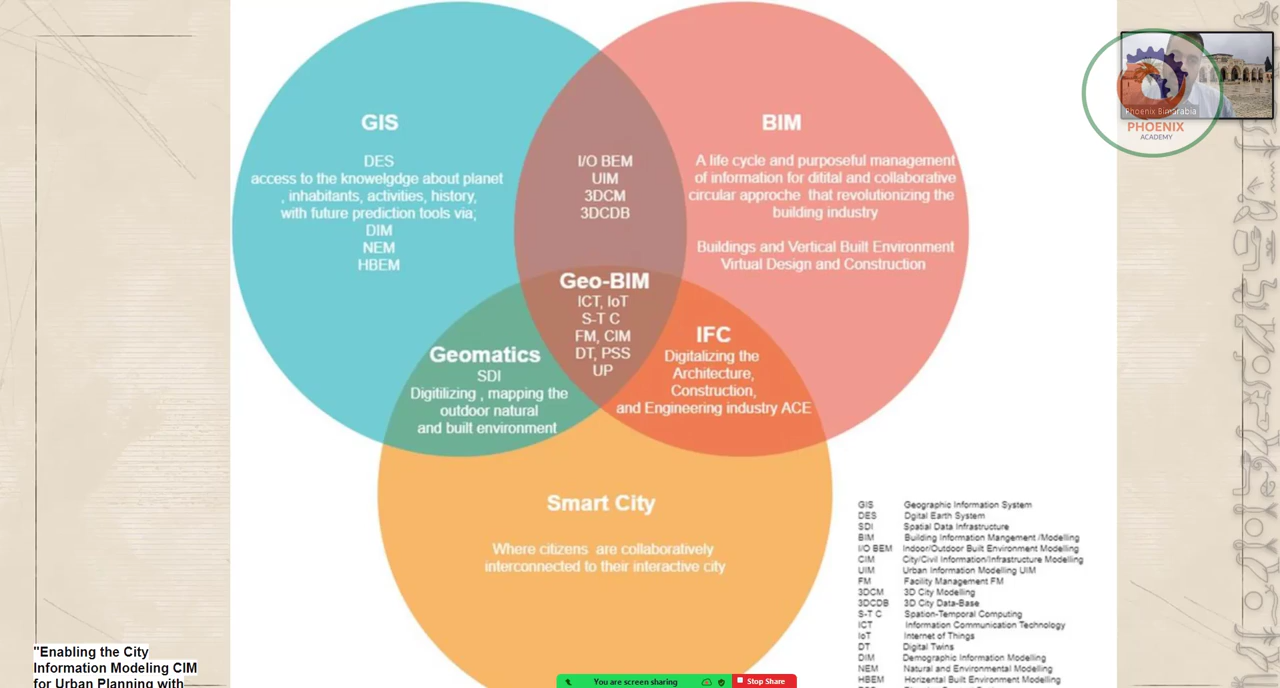 GIS
DES
access to the knowelgdge about planet
, inhabitants, activities, history,
with future prediction tools via;
DIM
NEM
HBEM
I/O BEM
UIM
3DCM
3DCDB
BIM
A life cycle and purposeful management
of information for ditital and collaborative
circular approche that revolutionizing the
building industry
Buildings and Vertical Built Environment
Virtual Design and Construction
Geo-BIM
ICT, IoT
S-T C
FM, CIM
DT, PSS
UP
Geomatics
SDI
Digitilizing , mapping the
outdoor natural
and built environment
IFC
Digitalizing the
Architecture,
Construction,
and Engineering industry ACE
Smart City
Where citizens are collaboratively
interconnected to their interactive city
GIS Geographic Information System
DES Dgital Earth System
SDI Spatial Data Infrastructure
BIM Building Information Mangement /Modelling
I/O BEM Indoor/Outdoor Built Environment Modelling
CIM City/Civil Information/Infrastructure Modelling
UIM Urban Information Modelling UIM
FM Facility Management FM
3DCM 3D City Modelling
3DCDB 3D City Data-Base
S-T C Spation-Temporal Computing
ICT Information Communication Technology
IoT Internet of Things
DT Digital Twins
DIM Demographic Information Modelling
NEM Natural and Environmental Modelling
HBEM Horizental Built Environment Modelling
"Enabling the City
Information Modeling CIM
for Urban Planning with
You are screen sharing
Stop Share
Phoenix Bimarabia
PHOENIX
ACADEMY